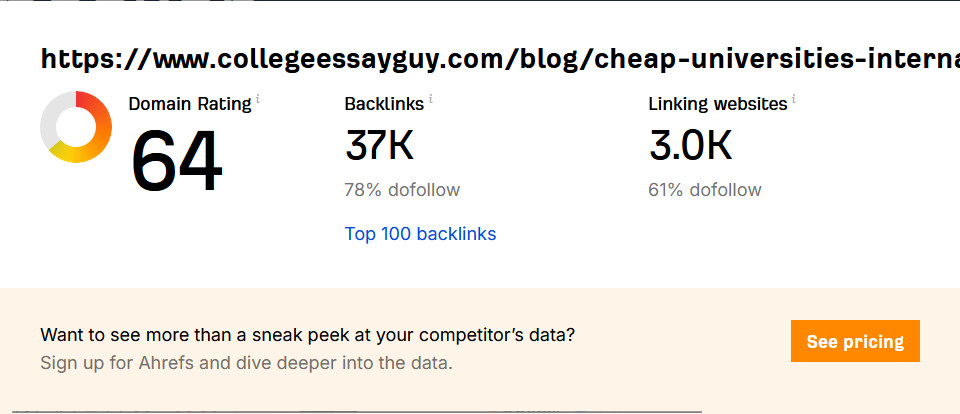 https://www.collegeessayguy.com/blog/cheap-universities-interna
Domain Rating i
64
Backlinks i
37K
78% dofollow
Top 100 backlinks
Linking websites i
3.0K
61% dofollow
Want to see more than a sneak peek at your competitor’s data?
Sign up for Ahrefs and dive deeper into the data.
See pricing